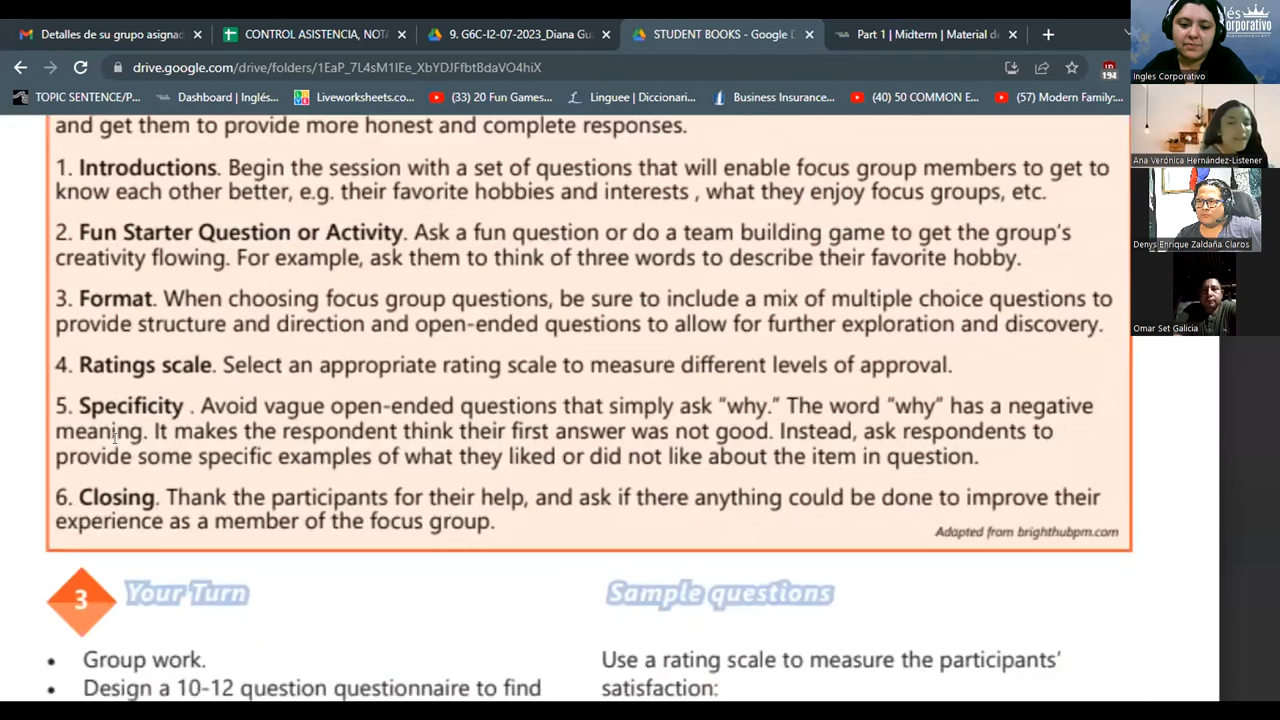 Detalles de su grupo asignad
CONTROL ASISTENCIA, NOTA
9. G6C-I2-07-2023_Diana Gu
STUDENT BOOKS - Google D
Part 1 | Midterm | Material de
és
orporativo
drive.google.com/drive/folders/1EaP_7L4sM1IEe_XbYDJFfbtBdaVO4hiX
194
Ingles Corporativo
TOPIC SENTENCE/P...
Dashboard | Inglés...
Liveworksheets.co...
(33) 20 Fun Games...
Linguee | Diccionari...
Business Insurance...
(40) 50 COMMON E...
(57) Modern Family:...
and get them to provide more honest and complete responses.
1. Introductions. Begin the session with a set of questions that will enable focus group members to get to
know each other better, e.g. their favorite hobbies and interests , what they enjoy focus groups, etc.
Ana Verónica Hernández-Listener
2. Fun Starter Question or Activity. Ask a fun question or do a team building game to get the group's
creativity flowing. For example, ask them to think of three words to describe their favorite hobby.
Denys Enrique Zaldaña Claros
3. Format. When choosing focus group questions, be sure to include a mix of multiple choice questions to
provide structure and direction and open-ended questions to allow for further exploration and discovery.
Omar Set Galicia
4. Ratings scale. Select an appropriate rating scale to measure different levels of approval.
5. Specificity . Avoid vague open-ended questions that simply ask “why.” The word “why” has a negative
meaning. It makes the respondent think their first answer was not good. Instead, ask respondents to
provide some specific examples of what they liked or did not like about the item in question.
6. Closing. Thank the participants for their help, and ask if there anything could be done to improve their
experience as a member of the focus group.
Adapted from brighthubpm.com
3
Your Turn
Sample questions
• Group work.
• Design a 10-12 question questionnaire to find
Use a rating scale to measure the participants'
satisfaction: